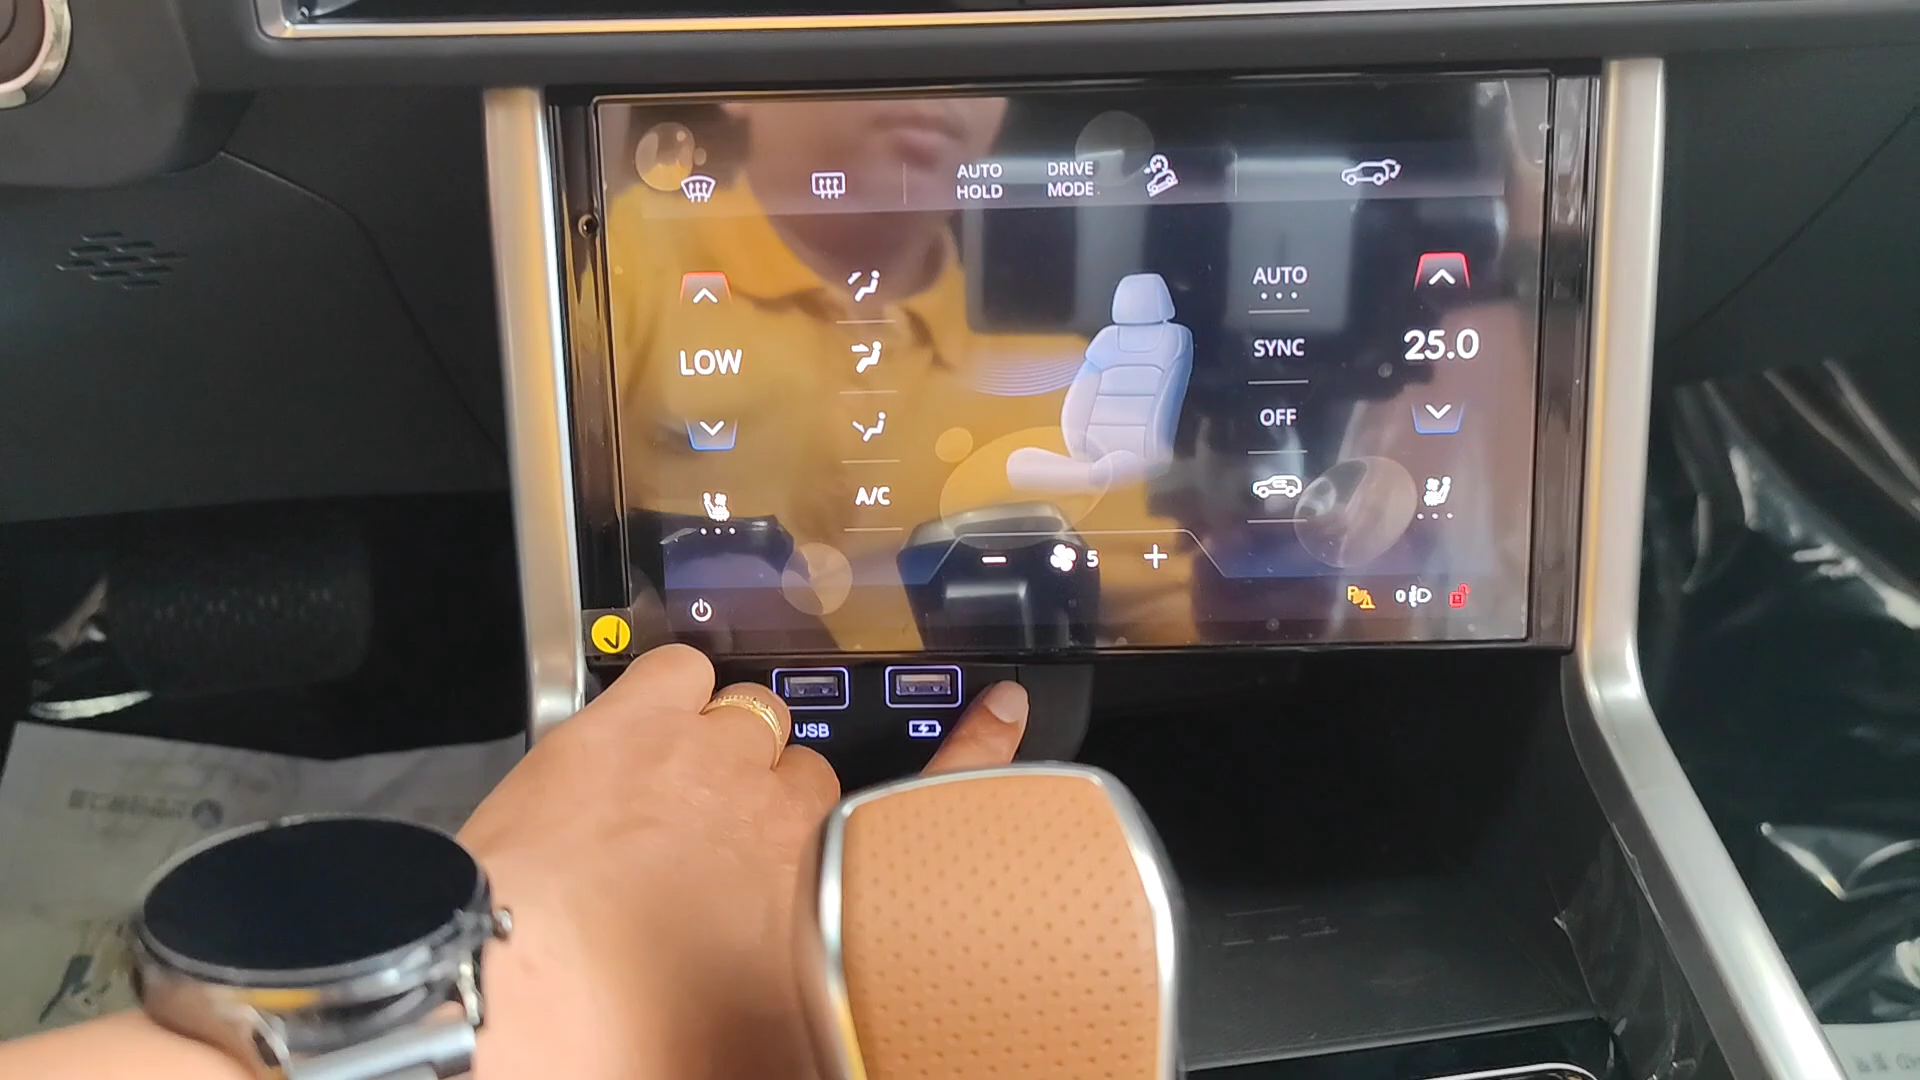 AUTO
HOLD
DRIVE
MODE
AUTO
LOW
25.0
SYNC
OFF
A/C
5
USB